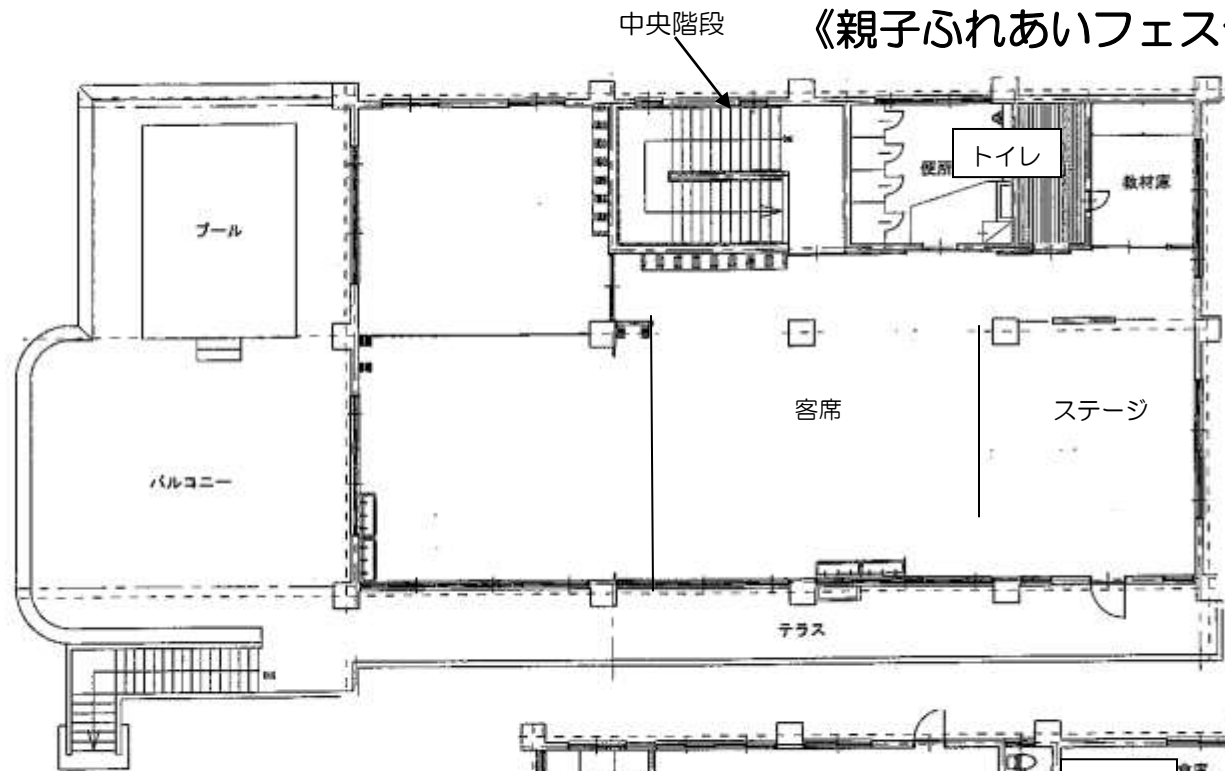 中央階段
《親子ふれあいフェス
プール
便所
トイレ
教材庫
客席
ステージ
バルコニー
テラス